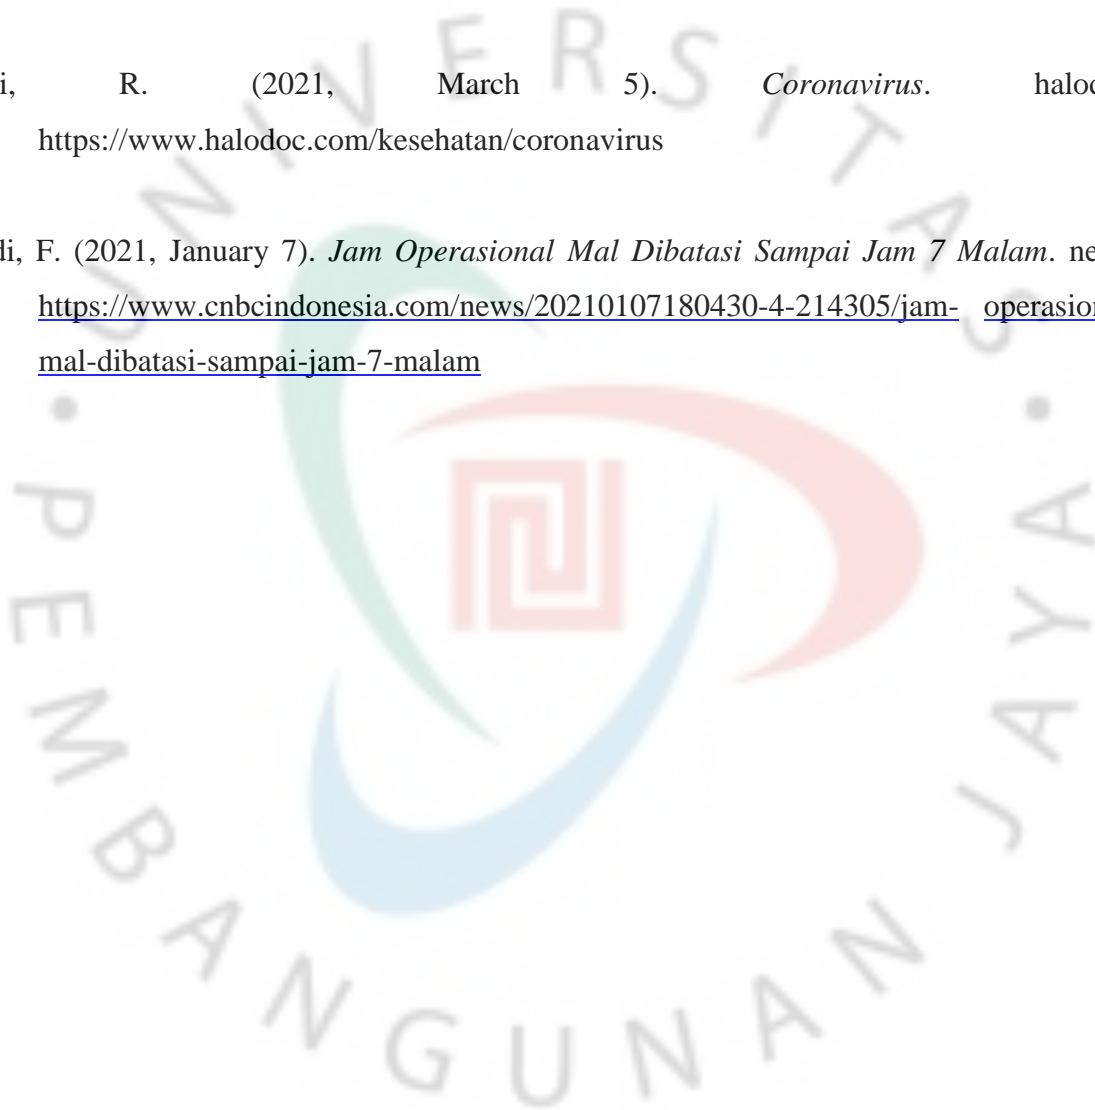 i, R. (2021, March 5). Coronavirus. halod
https://www.halodoc.com/kesehatan/coronavirus
di, F. (2021, January 7). Jam Operasional Mal Dibatasi Sampai Jam 7 Malam. ne
https://www.cnbcindonesia.com/news/20210107180430-4-214305/jam- operasion
mal-dibatasi-sampai-jam-7-malam
UNIVERSITAS
PEMBANGUNAN JAYA